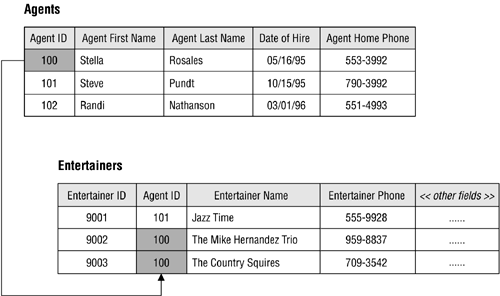 Agents
Agent ID Agent First Name Agent Last Name Date of Hire Agent Home Phone
100 Stella Rosales 05/16/95 553-3992
101 Steve Pundt 10/15/95 790-3992
102 Randi Nathanson 03/01/96 551-4993
Entertainers
Entertainer ID Agent ID Entertainer Name Entertainer Phone << other fields >>
9001 101 Jazz Time 555-9928 ......
9002 100 The Mike Hernandez Trio 959-8837 ......
9003 100 The Country Squires 709-3542 ......